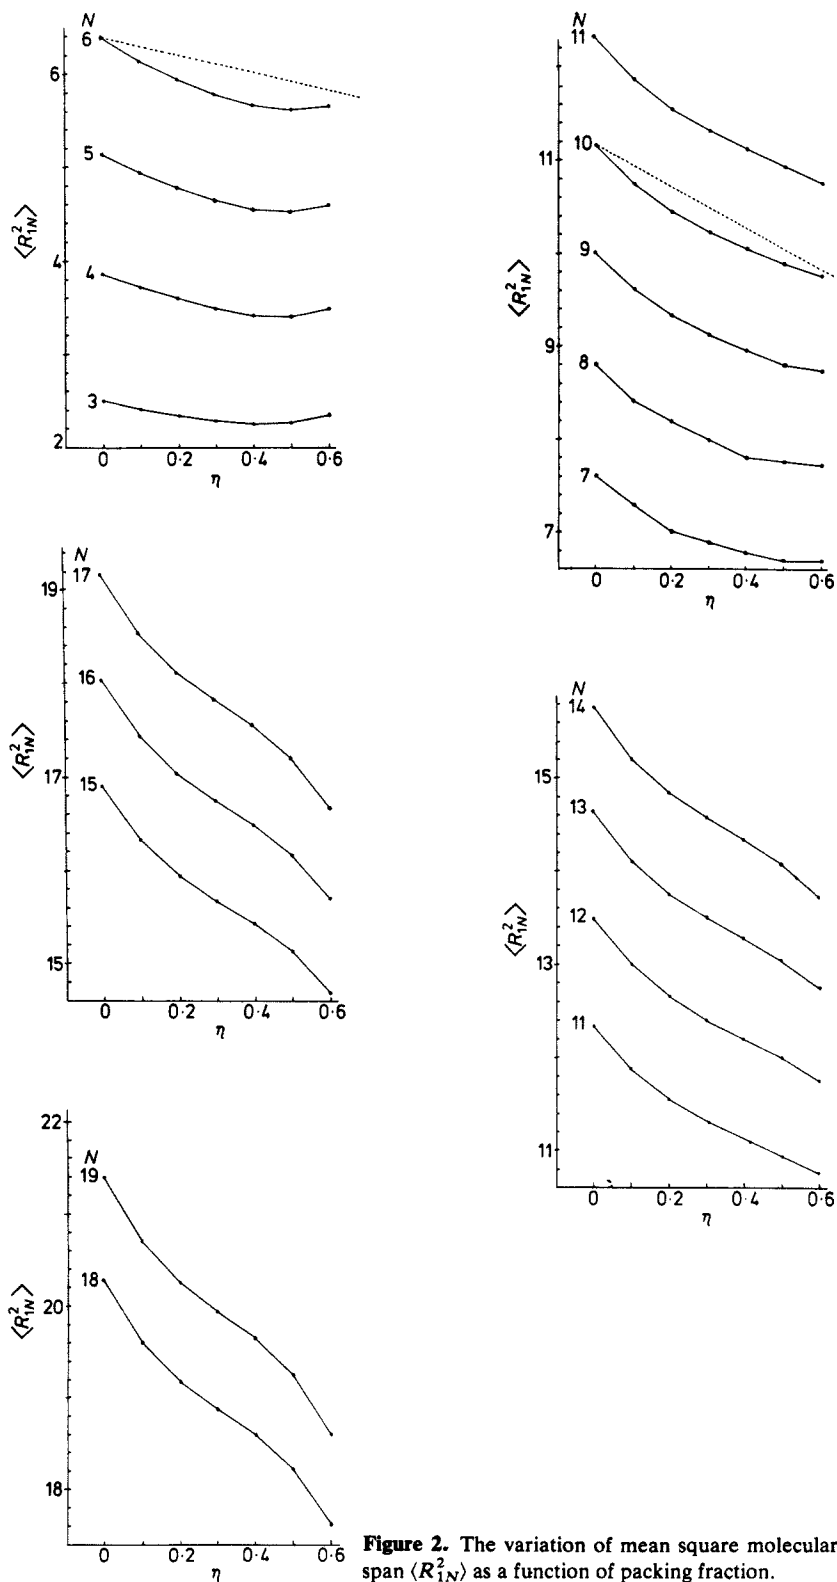 N
6
6
5
4
4
3
2
⟨R²₁N⟩
0 0·2 0·4 0·6
η
N
11
11
10
9
9
8
7
7
⟨R²₁N⟩
0 0·2 0·4 0·6
η
N
19
17
16
17
15
15
⟨R²₁N⟩
0 0·2 0·4 0·6
η
N
14
15
13
12
13
11
11
⟨R²₁N⟩
0 0·2 0·4 0·6
η
22
N
19
18
20
18
⟨R²₁N⟩
0 0·2 0·4 0·6
η
Figure 2. The variation of mean square molecular
span ⟨R²₁N⟩ as a function of packing fraction.